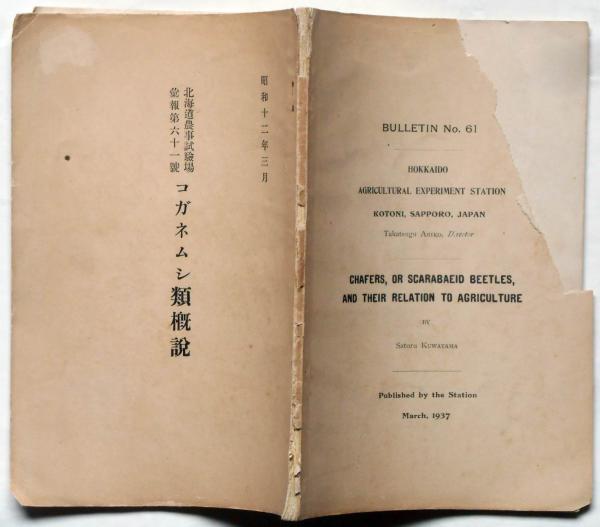 昭和十二年三月
北海道農事試驗場
彙報第六十一號
コガネムシ類概說
BULLETIN No. 61
HOKKAIDO
AGRICULTURAL EXPERIMENT STATION
KOTONI, SAPPORO, JAPAN
Takatsugu ABIKO, Director
CHAFERS, OR SCARABAEID BEETLES,
AND THEIR RELATION TO AGRICULTURE
BY
Satoru KUWAYAMA
Published by the Station
March, 1937